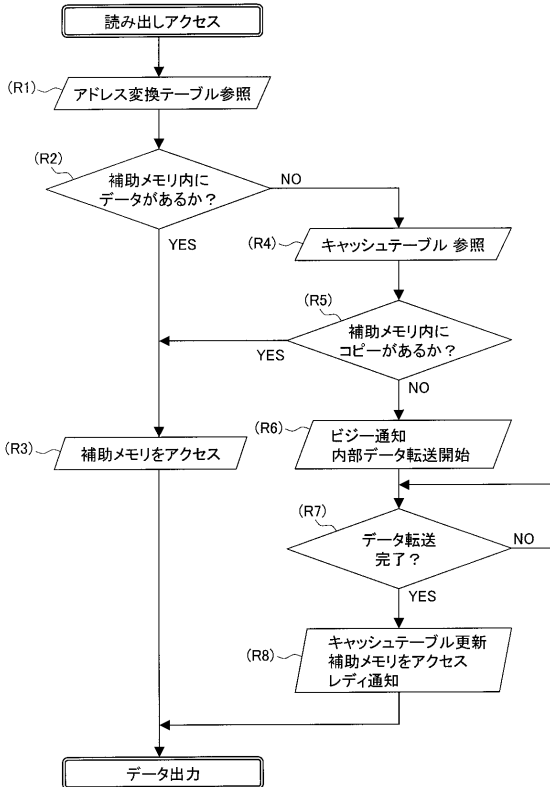 読み出しアクセス
(R1)
アドレス変換テーブル参照
(R2)
補助メモリ内に
データがあるか？
NO
YES
(R4)
キャッシュテーブル 参照
(R5)
補助メモリ内に
コピーがあるか？
YES
NO
(R3)
補助メモリをアクセス
(R6)
ビジー通知
内部データ転送開始
(R7)
データ転送
完了？
NO
YES
(R8)
キャッシュテーブル更新
補助メモリをアクセス
レディ通知
データ出力